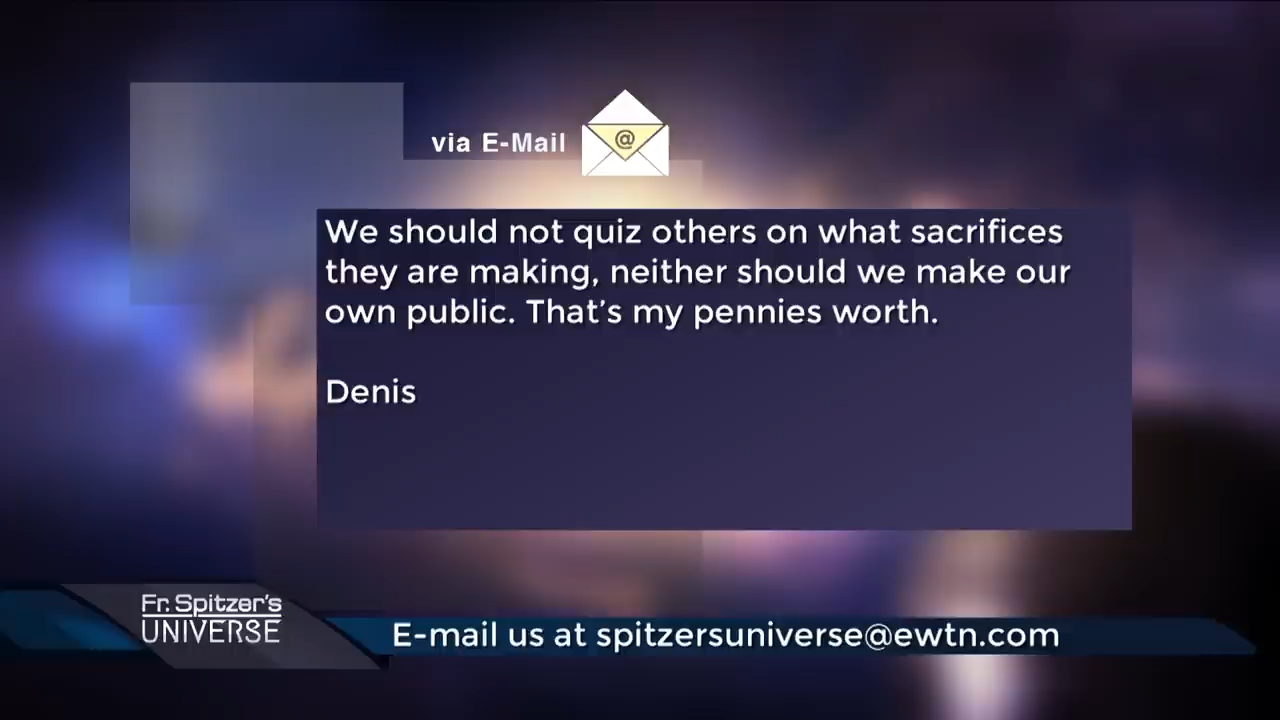 via E-Mail
@
We should not quiz others on what sacrifices
they are making, neither should we make our
own public. That’s my pennies worth.
Denis
Fr. Spitzer's
UNIVERSE
E-mail us at spitzersuniverse@ewtn.com